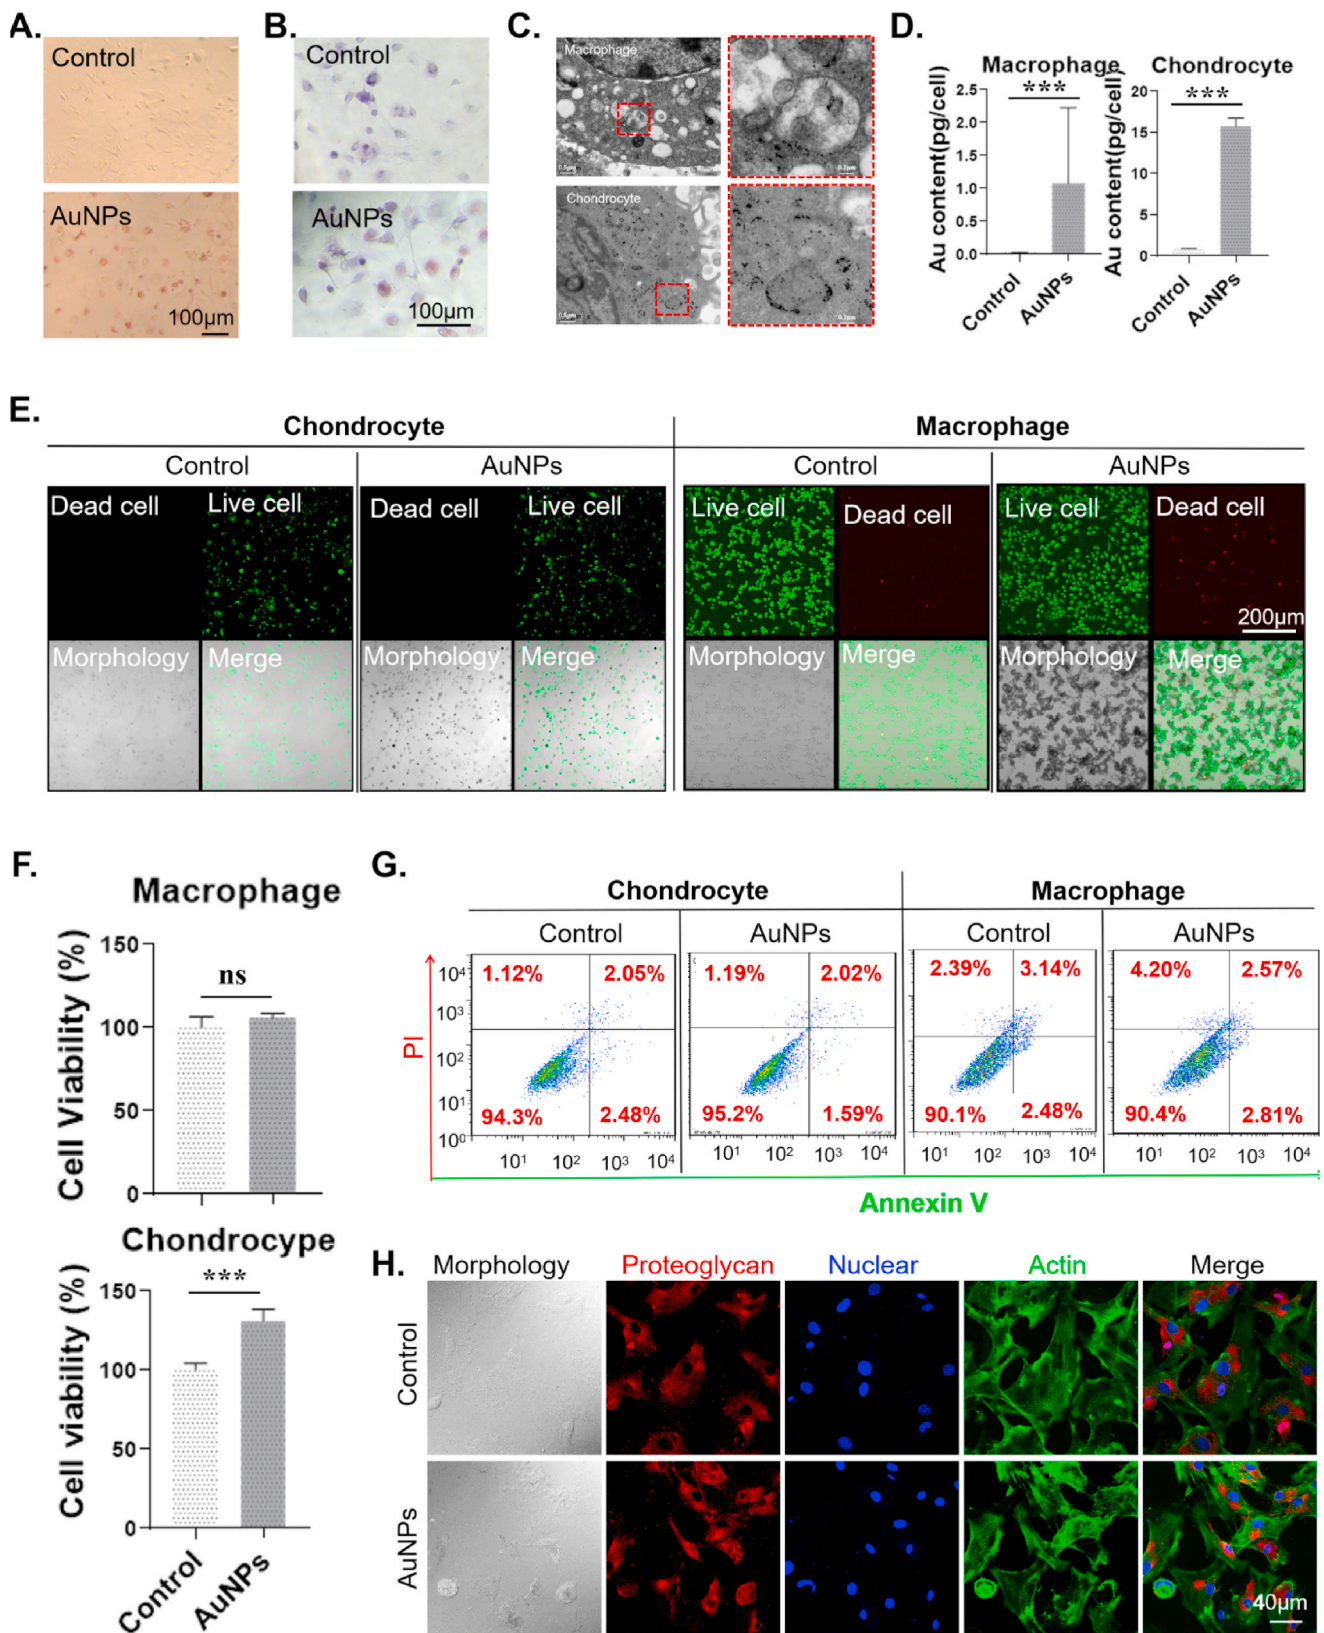 A.
Control
AuNPs
100μm
B.
Control
AuNPs
100μm
C.
Macrophage
0.5μm
0.1μm
Chondrocyte
0.5μm
0.1μm
D.
Macrophage
Au content(pg/cell)
2.5
2.0
1.5
1.0
0.5
0.0
***
Control
AuNPs
Chondrocyte
Au content(pg/cell)
20
15
10
5
0
***
Control
AuNPs
E.
Chondrocyte
Macrophage
Control
AuNPs
Control
AuNPs
Dead cell
Live cell
Dead cell
Live cell
Live cell
Dead cell
Live cell
Dead cell
200μm
Morphology
Merge
Morphology
Merge
Morphology
Merge
Morphology
Merge
F.
Macrophage
Cell Viability (%)
150
100
50
0
ns
Chondrocype
Cell viability (%)
150
100
50
0
***
Control
AuNPs
G.
Chondrocyte
Macrophage
Control
AuNPs
Control
AuNPs
PI
10⁴
10³
10²
10¹
10⁰
1.12%
2.05%
94.3%
2.48%
1.19%
2.02%
95.2%
1.59%
2.39%
3.14%
90.1%
2.48%
4.20%
2.57%
90.4%
2.81%
10¹ 10² 10³ 10⁴
10¹ 10² 10³ 10⁴
10¹ 10² 10³ 10⁴
10¹ 10² 10³ 10⁴
Annexin V
H.
Morphology
Proteoglycan
Nuclear
Actin
Merge
Control
AuNPs
40μm